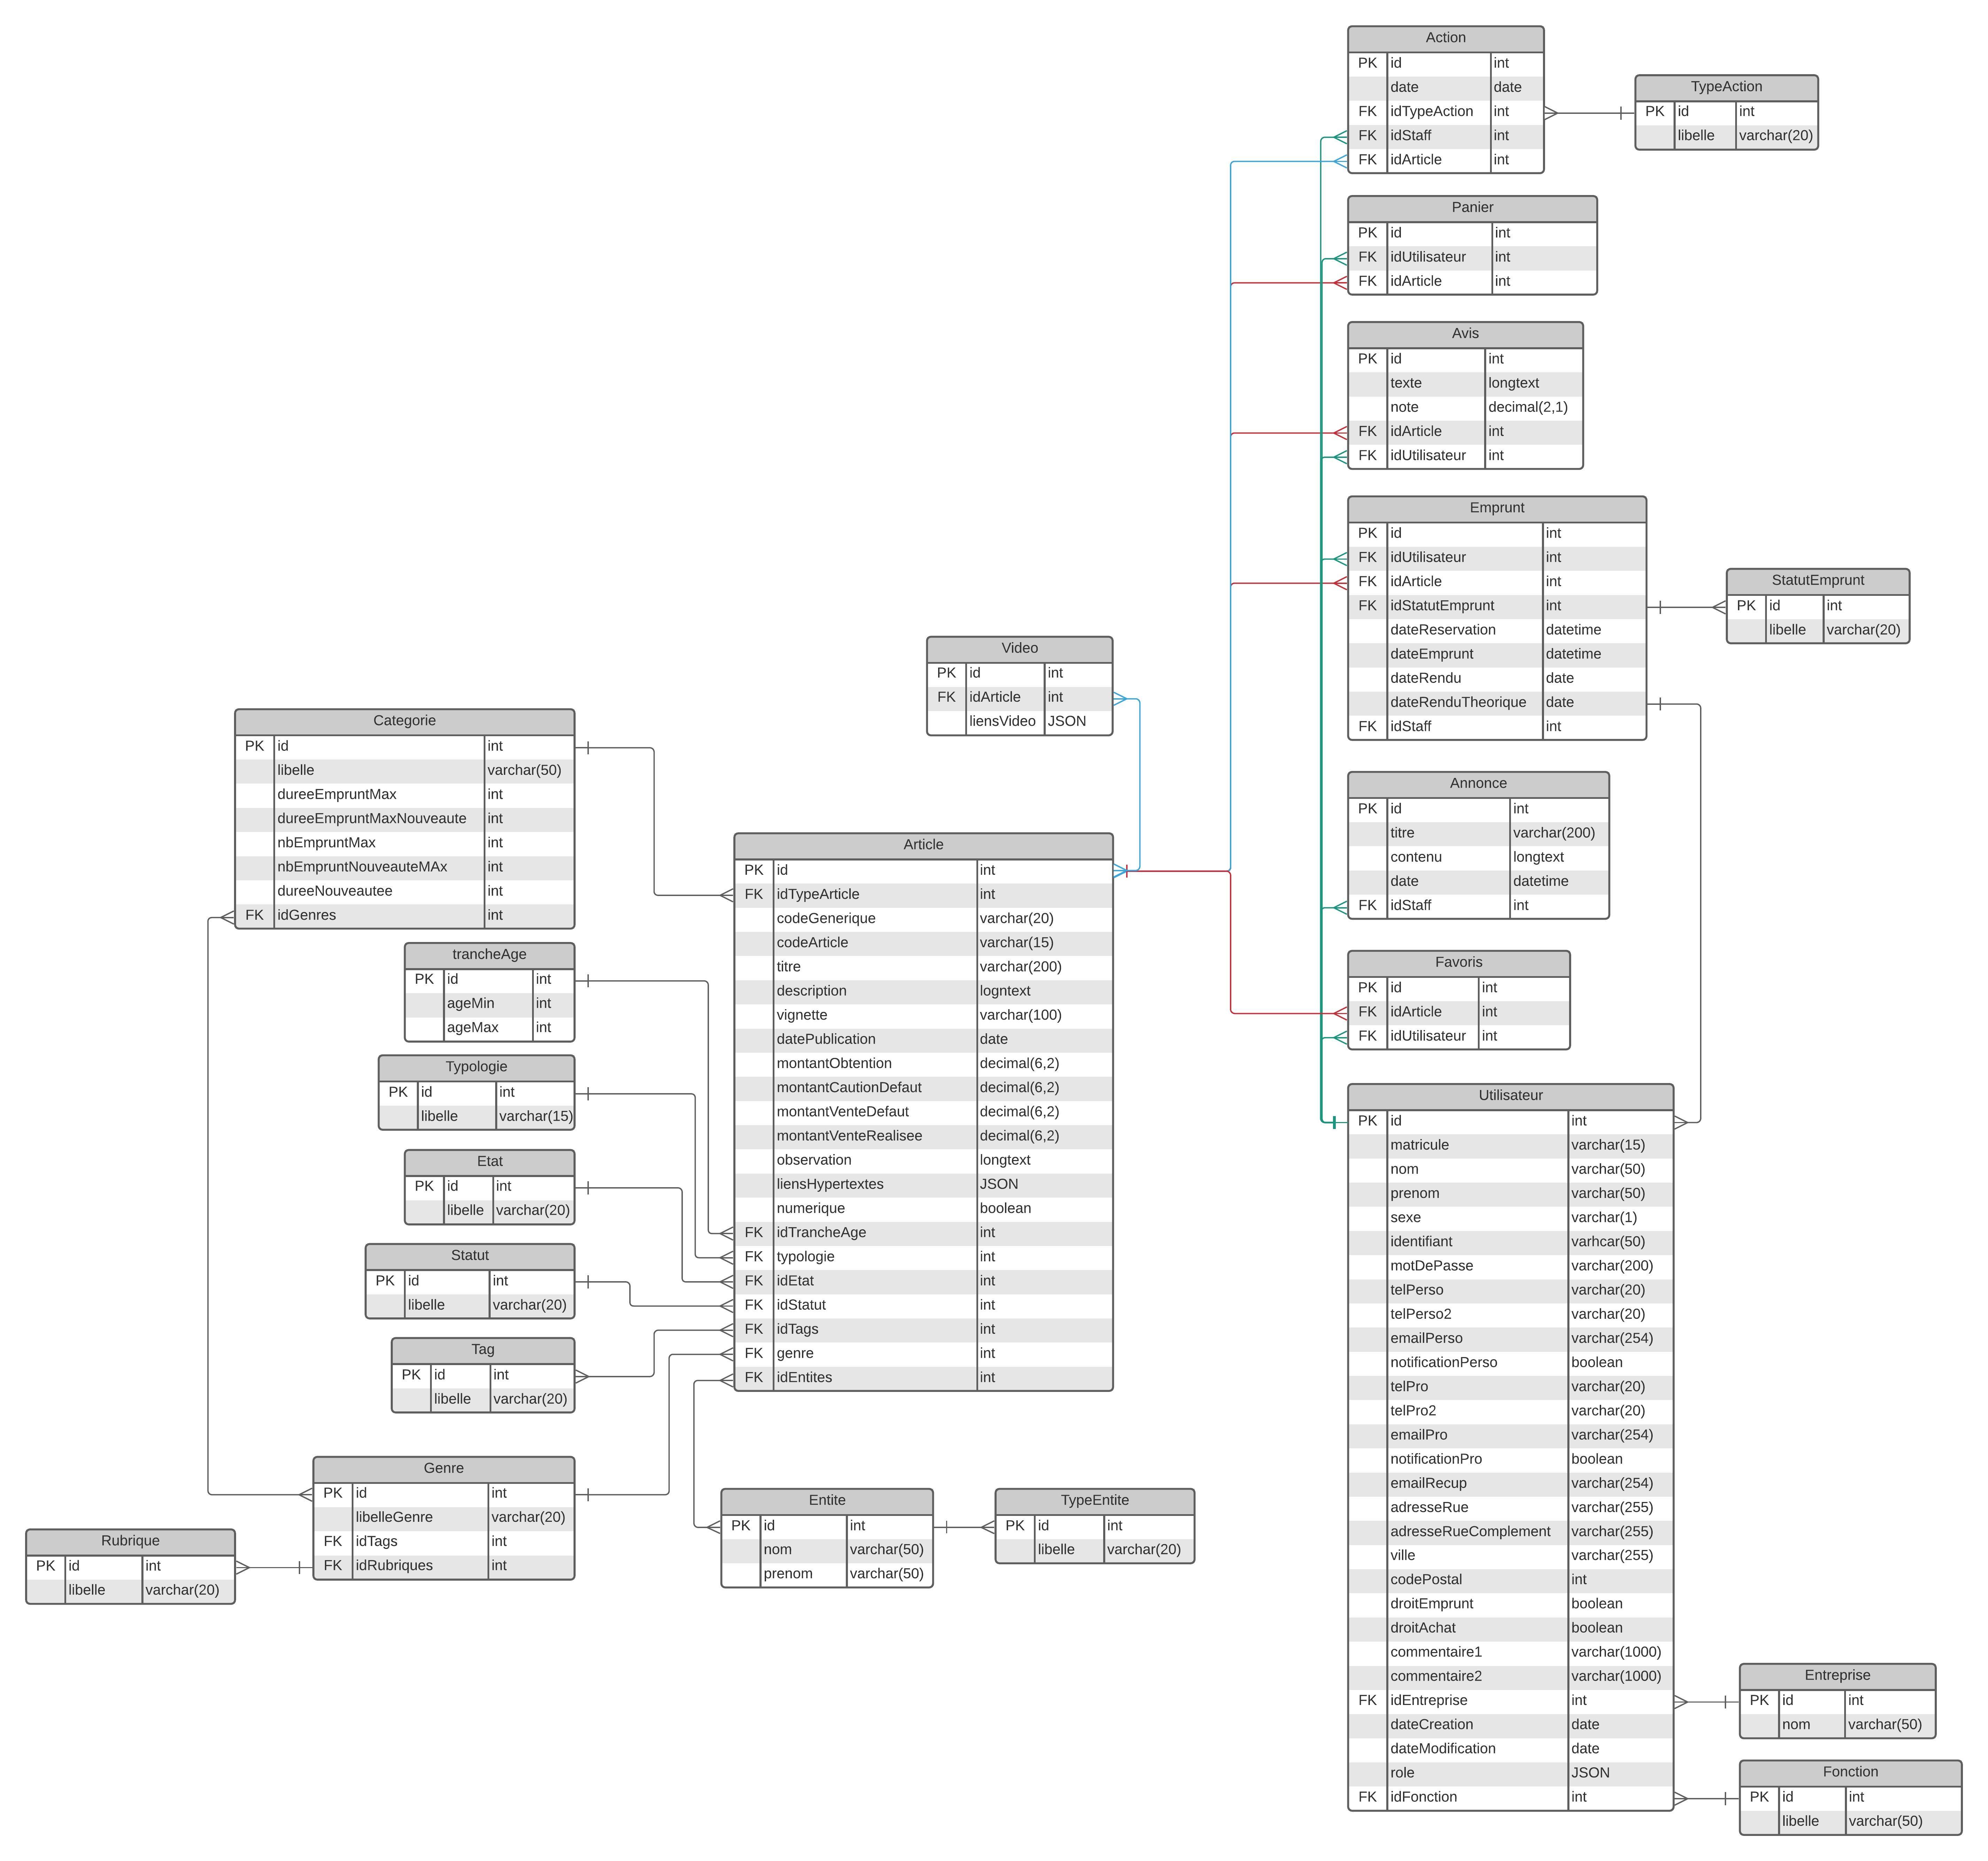 Action
PK id int
date date
FK idTypeAction int
FK idStaff int
FK idArticle int
TypeAction
PK id int
libelle varchar(20)
Panier
PK id int
FK idUtilisateur int
FK idArticle int
Avis
PK id int
texte longtext
note decimal(2,1)
FK idArticle int
FK idUtilisateur int
Emprunt
PK id int
FK idUtilisateur int
FK idArticle int
FK idStatutEmprunt int
dateReservation datetime
dateEmprunt datetime
dateRendu date
dateRenduTheorique date
FK idStaff int
StatutEmprunt
PK id int
libelle varchar(20)
Video
PK id int
FK idArticle int
liensVideo JSON
Categorie
PK id int
libelle varchar(50)
dureeEmpruntMax int
dureeEmpruntMaxNouveaute int
nbEmpruntMax int
nbEmpruntNouveauteMAx int
dureeNouveautee int
FK idGenres int
Article
PK id int
FK idTypeArticle int
codeGenerique varchar(20)
codeArticle varchar(15)
titre varchar(200)
description logntext
vignette varchar(100)
datePublication date
montantObtention decimal(6,2)
montantCautionDefaut decimal(6,2)
montantVenteDefaut decimal(6,2)
montantVenteRealisee decimal(6,2)
observation longtext
liensHypertextes JSON
numerique boolean
FK idTrancheAge int
FK typologie int
FK idEtat int
FK idStatut int
FK idTags int
FK genre int
FK idEntites int
Annonce
PK id int
titre varchar(200)
contenu longtext
date datetime
FK idStaff int
trancheAge
PK id int
ageMin int
ageMax int
Favoris
PK id int
FK idArticle int
FK idUtilisateur int
Typologie
PK id int
libelle varchar(15)
Etat
PK id int
libelle varchar(20)
Statut
PK id int
libelle varchar(20)
Tag
PK id int
libelle varchar(20)
Genre
PK id int
libelleGenre varchar(20)
FK idTags int
FK idRubriques int
Rubrique
PK id int
libelle varchar(20)
Entite
PK id int
nom varchar(50)
prenom varchar(50)
TypeEntite
PK id int
libelle varchar(20)
Utilisateur
PK id int
matricule varchar(15)
nom varchar(50)
prenom varchar(50)
sexe varchar(1)
identifiant varhcar(50)
motDePasse varchar(200)
telPerso varchar(20)
telPerso2 varchar(20)
emailPerso varchar(254)
notificationPerso boolean
telPro varchar(20)
telPro2 varchar(20)
emailPro varchar(254)
notificationPro boolean
emailRecup varchar(254)
adresseRue varchar(255)
adresseRueComplement varchar(255)
ville varchar(255)
codePostal int
droitEmprunt boolean
droitAchat boolean
commentaire1 varchar(1000)
commentaire2 varchar(1000)
FK idEntreprise int
dateCreation date
dateModification date
role JSON
FK idFonction int
Entreprise
PK id int
nom varchar(50)
Fonction
PK id int
libelle varchar(50)